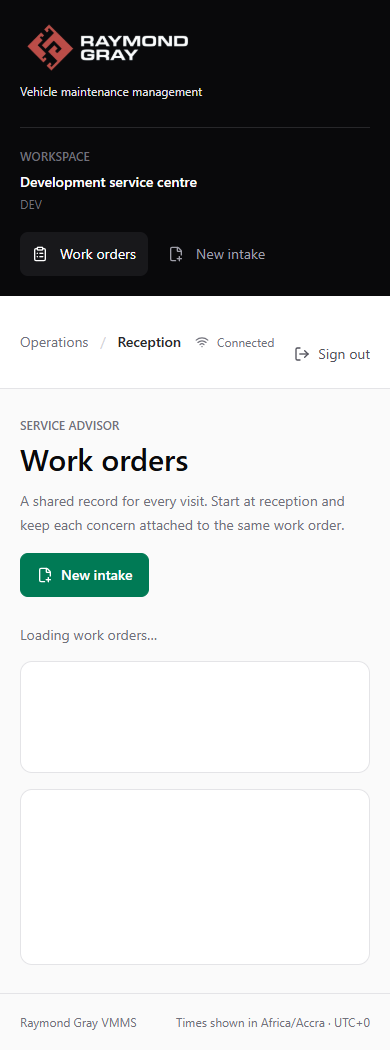 RAYMOND
GRAY
Vehicle maintenance management
WORKSPACE
Development service centre
DEV
Work orders
New intake
Operations / Reception
Connected
Sign out
SERVICE ADVISOR
Work orders
A shared record for every visit. Start at reception and
keep each concern attached to the same work order.
New intake
Loading work orders...
Raymond Gray VMMS
Times shown in Africa/Accra · UTC+0